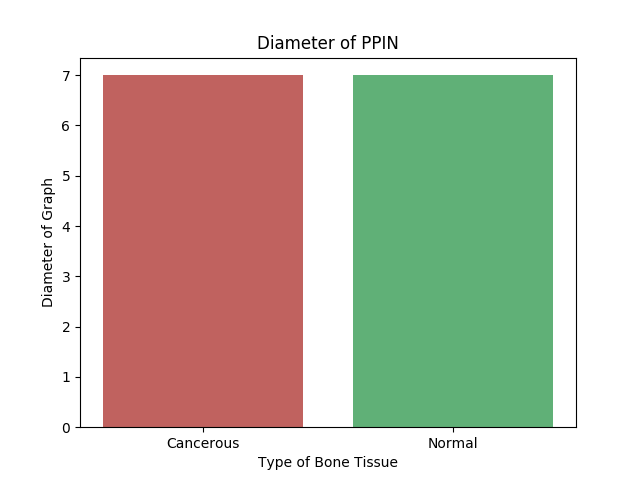 Diameter of PPIN
7
6
5
4
3
2
1
0
Diameter of Graph
Cancerous
Normal
Type of Bone Tissue